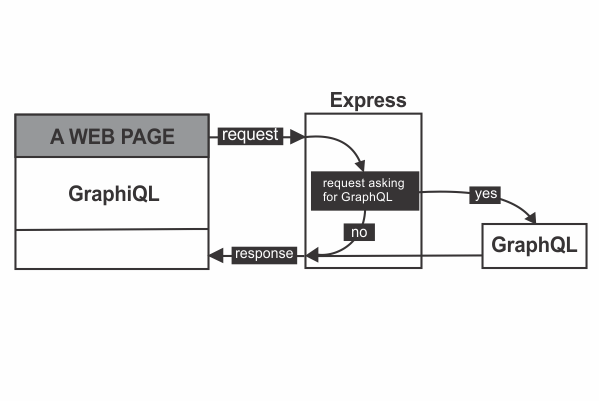 Express
A WEB PAGE
request
GraphiQL
request asking
for GraphQL
yes
no
GraphQL
response